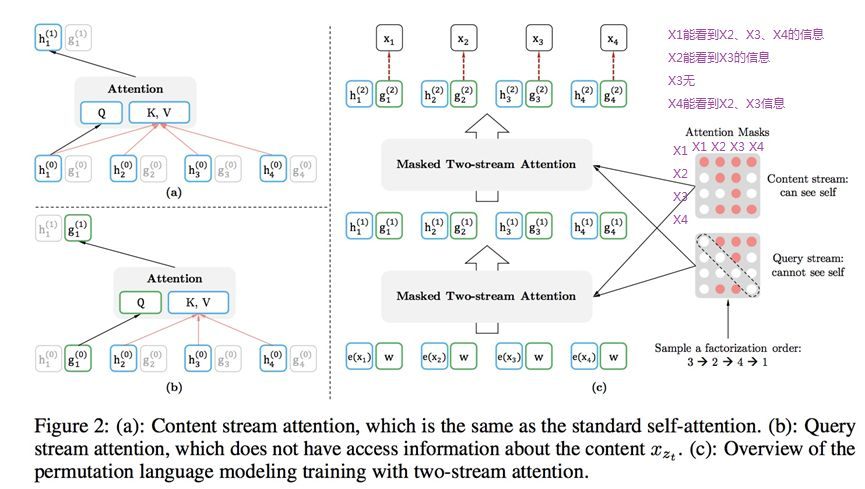 h₁⁽¹⁾ g₁⁽¹⁾
Attention
Q K, V
h₁⁽⁰⁾ g₁⁽⁰⁾ h₂⁽⁰⁾ g₂⁽⁰⁾ h₃⁽⁰⁾ g₃⁽⁰⁾ h₄⁽⁰⁾ g₄⁽⁰⁾
(a)
h₁⁽¹⁾ g₁⁽¹⁾
Attention
Q K, V
h₁⁽⁰⁾ g₁⁽⁰⁾ h₂⁽⁰⁾ g₂⁽⁰⁾ h₃⁽⁰⁾ g₃⁽⁰⁾ h₄⁽⁰⁾ g₄⁽⁰⁾
(b)
x₁ x₂ x₃ x₄
h₁⁽²⁾ g₁⁽²⁾ h₂⁽²⁾ g₂⁽²⁾ h₃⁽²⁾ g₃⁽²⁾ h₄⁽²⁾ g₄⁽²⁾
Masked Two-stream Attention
h₁⁽¹⁾ g₁⁽¹⁾ h₂⁽¹⁾ g₂⁽¹⁾ h₃⁽¹⁾ g₃⁽¹⁾ h₄⁽¹⁾ g₄⁽¹⁾
Masked Two-stream Attention
e(x₁) w e(x₂) w e(x₃) w e(x₄) w
(c)
X1能看到X2、X3、X4的信息
X2能看到X3的信息
X3无
X4能看到X2、X3信息
Attention Masks
X1 X2 X3 X4
X1
X2
X3
X4
Content stream:
can see self
Query stream:
cannot see self
Sample a factorization order:
3 → 2 → 4 → 1
Figure 2: (a): Content stream attention, which is the same as the standard self-attention. (b): Query
stream attention, which does not have access information about the content x_{z_t}. (c): Overview of the
permutation language modeling training with two-stream attention.